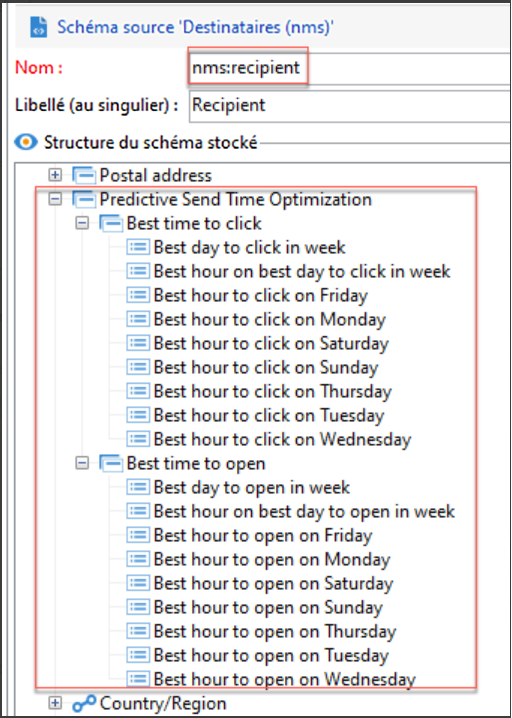 Schéma source 'Destinataires (nms)'
Nom : nms:recipient
Libellé (au singulier) : Recipient
Structure du schéma stocké
Postal address
Predictive Send Time Optimization
Best time to click
Best day to click in week
Best hour on best day to click in week
Best hour to click on Friday
Best hour to click on Monday
Best hour to click on Saturday
Best hour to click on Sunday
Best hour to click on Thursday
Best hour to click on Tuesday
Best hour to click on Wednesday
Best time to open
Best day to open in week
Best hour on best day to open in week
Best hour to open on Friday
Best hour to open on Monday
Best hour to open on Saturday
Best hour to open on Sunday
Best hour to open on Thursday
Best hour to open on Tuesday
Best hour to open on Wednesday
Country/Region